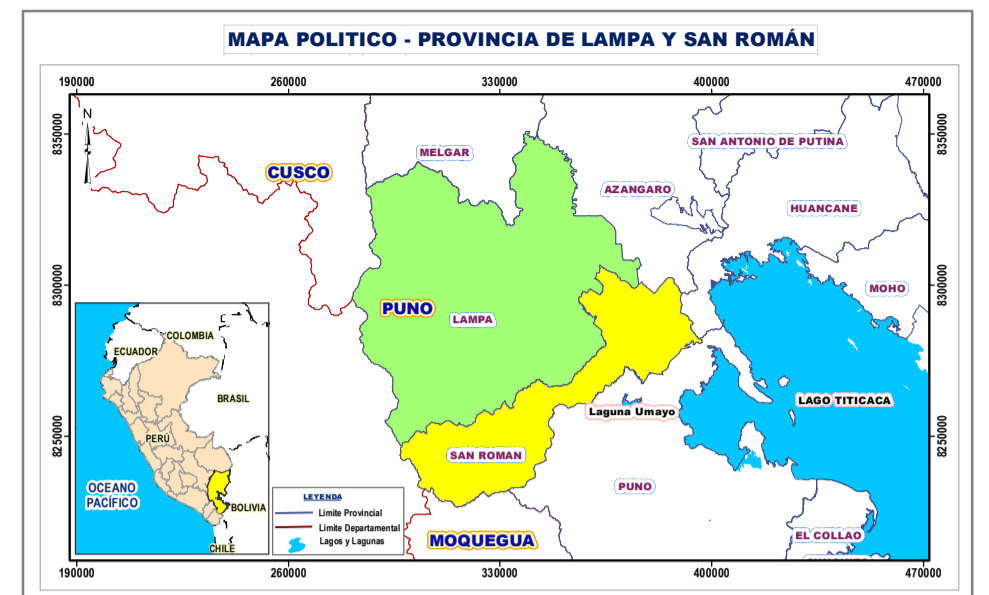 MAPA POLITICO - PROVINCIA DE LAMPA Y SAN ROMÁN
190000 260000 330000 400000 470000
N
8350000 8350000
MELGAR
SAN ANTONIO DE PUTINA
CUSCO
AZANGARO
HUANCANE
8300000 8300000
MOHO
PUNO
LAMPA
COLOMBIA
ECUADOR
BRASIL
LAGO TITICACA
Laguna Umayo
PERÚ
8250000 8250000
SAN ROMAN
OCEANO
PACÍFICO
PUNO
BOLIVIA
LEYENDA
Limite Provincial
Limite Departamental
Lagos y Lagunas
EL COLLAO
MOQUEGUA
CHILE
190000 260000 330000 400000 470000